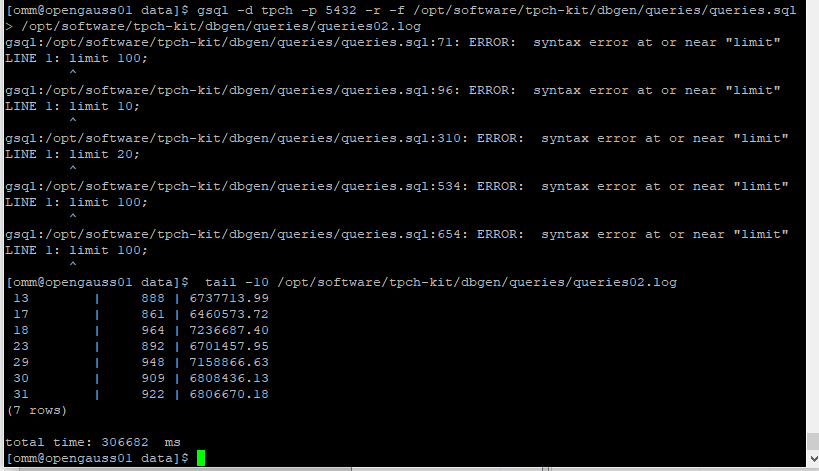 [omm@opengauss01 data]$ gsql -d tpch -p 5432 -r -f /opt/software/tpch-kit/dbgen/queries/queries.sql
> /opt/software/tpch-kit/dbgen/queries/queries02.log
gsql:/opt/software/tpch-kit/dbgen/queries/queries.sql:71: ERROR:  syntax error at or near "limit"
LINE 1: limit 100;
        ^
gsql:/opt/software/tpch-kit/dbgen/queries/queries.sql:96: ERROR:  syntax error at or near "limit"
LINE 1: limit 10;
        ^
gsql:/opt/software/tpch-kit/dbgen/queries/queries.sql:310: ERROR:  syntax error at or near "limit"
LINE 1: limit 20;
        ^
gsql:/opt/software/tpch-kit/dbgen/queries/queries.sql:534: ERROR:  syntax error at or near "limit"
LINE 1: limit 100;
        ^
gsql:/opt/software/tpch-kit/dbgen/queries/queries.sql:654: ERROR:  syntax error at or near "limit"
LINE 1: limit 100;
        ^
[omm@opengauss01 data]$  tail -10 /opt/software/tpch-kit/dbgen/queries/queries02.log
 13        |     888 | 6737713.99
 17        |     861 | 6460573.72
 18        |     964 | 7236687.40
 23        |     892 | 6701457.95
 29        |     948 | 7158866.63
 30        |     909 | 6808436.13
 31        |     922 | 6806670.18
(7 rows)

total time: 306682  ms
[omm@opengauss01 data]$